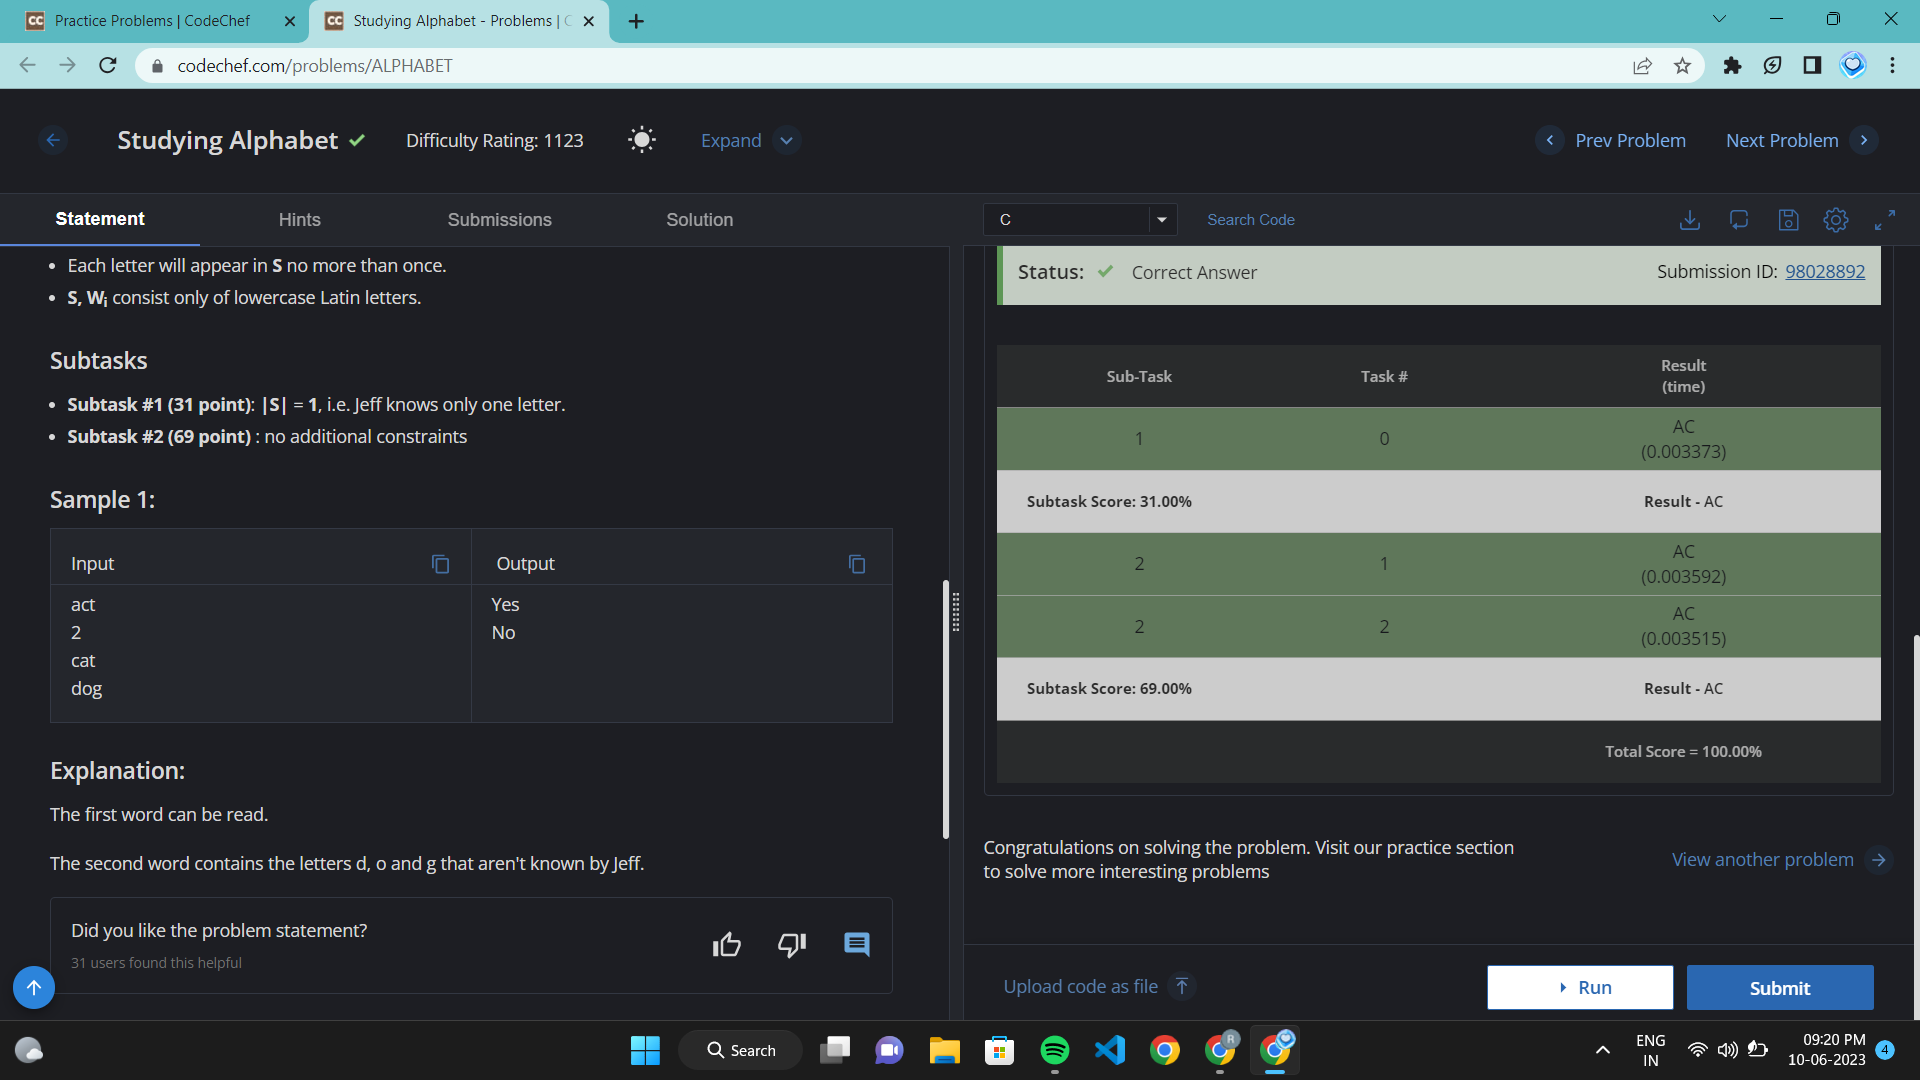 Practice Problems | CodeChef
Studying Alphabet - Problems |
codechef.com/problems/ALPHABET
Studying Alphabet
Difficulty Rating: 1123
Expand
Prev Problem
Next Problem
Statement
Hints
Submissions
Solution
C
Search Code
• Each letter will appear in S no more than once.
• S, Wi consist only of lowercase Latin letters.
Subtasks
• Subtask #1 (31 point): |S| = 1, i.e. Jeff knows only one letter.
• Subtask #2 (69 point) : no additional constraints
Sample 1:
Input
Output
act
2
cat
dog
Yes
No
Explanation:
The first word can be read.
The second word contains the letters d, o and g that aren't known by Jeff.
Did you like the problem statement?
31 users found this helpful
Status: Correct Answer
Submission ID: 98028892
Sub-Task
Task #
Result
(time)
1
0
AC
(0.003373)
Subtask Score: 31.00%
Result - AC
2
1
AC
(0.003592)
2
2
AC
(0.003515)
Subtask Score: 69.00%
Result - AC
Total Score = 100.00%
Congratulations on solving the problem. Visit our practice section
to solve more interesting problems
View another problem
Upload code as file
Run
Submit
Search
R
ENG
IN
09:20 PM
10-06-2023
4